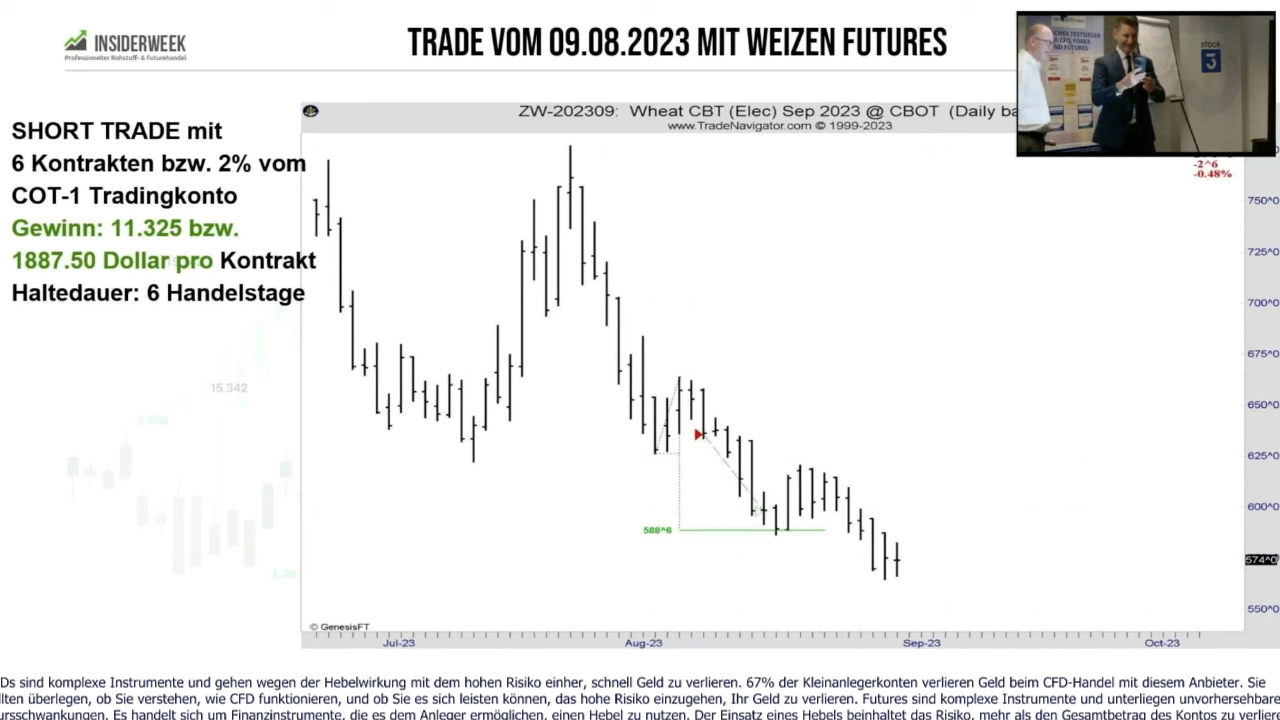 INSIDERWEEK
Professioneller Rohstoff- & Futurehandel
TRADE VOM 09.08.2023 MIT WEIZEN FUTURES
SHORT TRADE mit
6 Kontrakten bzw. 2% vom
COT-1 Tradingkonto
Gewinn: 11.325 bzw.
1887.50 Dollar pro Kontrakt
Haltedauer: 6 Handelstage
ZW-202309: Wheat CBT (Elec) Sep 2023 @ CBOT (Daily ba
www.TradeNavigator.com © 1999-2023
UND FUTURES
stock
3
-2^6
-0.48%
750^0
725^0
700^0
675^0
650^0
625^0
600^0
574^0
550^0
588^6
15.342
© GenesisFT
Jul-23
Aug-23
Sep-23
Oct-23
Ds sind komplexe Instrumente und gehen wegen der Hebelwirkung mit dem hohen Risiko einher, schnell Geld zu verlieren. 67% der Kleinanlegerkonten verlieren Geld beim CFD-Handel mit diesem Anbieter. Sie
llten überlegen, ob Sie verstehen, wie CFD funktionieren, und ob Sie es sich leisten können, das hohe Risiko einzugehen, Ihr Geld zu verlieren. Futures sind komplexe Instrumente und unterliegen unvorhersehbare
ursschwankungen. Es handelt sich um Finanzinstrumente, die es dem Anleger ermöglichen, einen Hebel zu nutzen. Der Einsatz eines Hebels beinhaltet das Risiko, mehr als den Gesamtbetrag des Kontos zu verlier